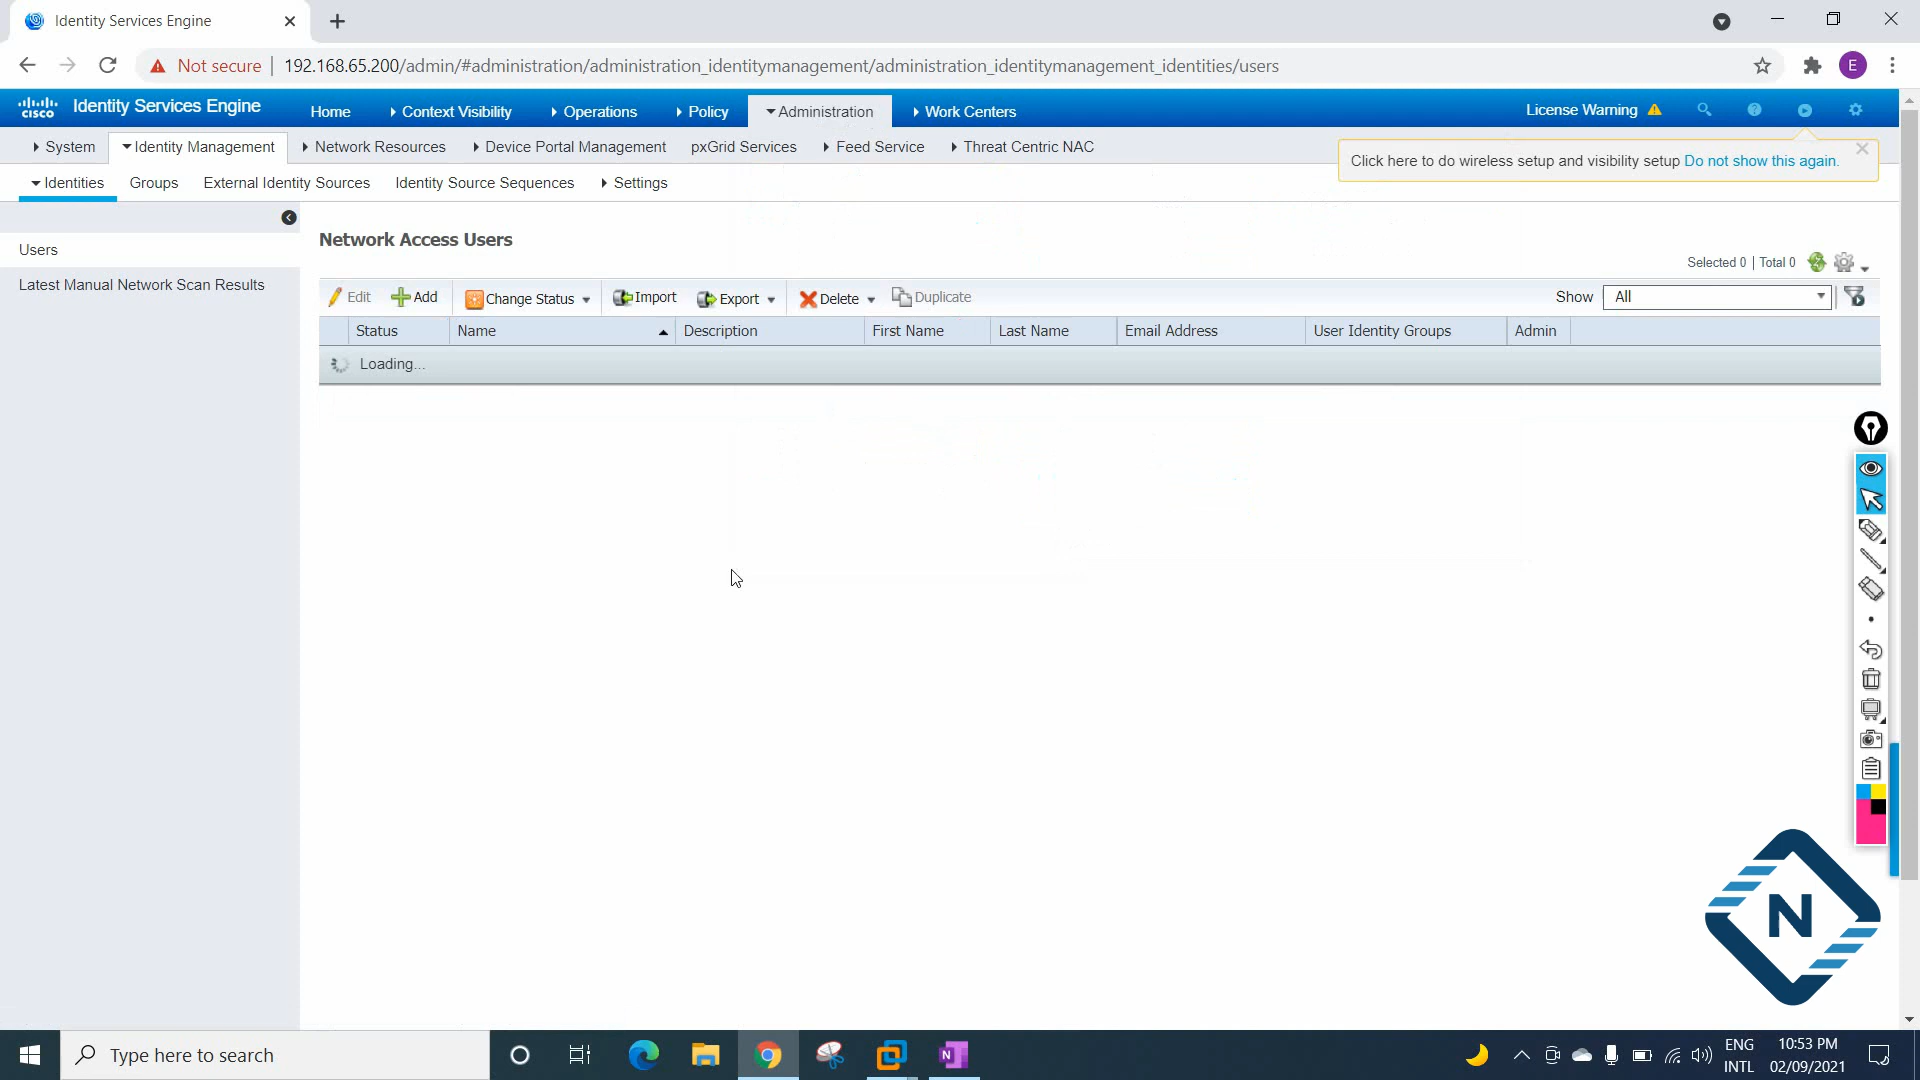 Identity Services Engine
Not secure
192.168.65.200/admin/#administration/administration_identitymanagement/administration_identitymanagement_identities/users
E
cisco
Identity Services Engine
Home
Context Visibility
Operations
Policy
Administration
Work Centers
License Warning
System
Identity Management
Network Resources
Device Portal Management
pxGrid Services
Feed Service
Threat Centric NAC
Click here to do wireless setup and visibility setup Do not show this again.
Identities
Groups
External Identity Sources
Identity Source Sequences
Settings
Users
Latest Manual Network Scan Results
Network Access Users
Selected 0 | Total 0
Edit
Add
Change Status
Import
Export
Delete
Duplicate
Show
All
Status
Name
Description
First Name
Last Name
Email Address
User Identity Groups
Admin
Loading...
N
Type here to search
N
ENG
INTL
10:53 PM
02/09/2021